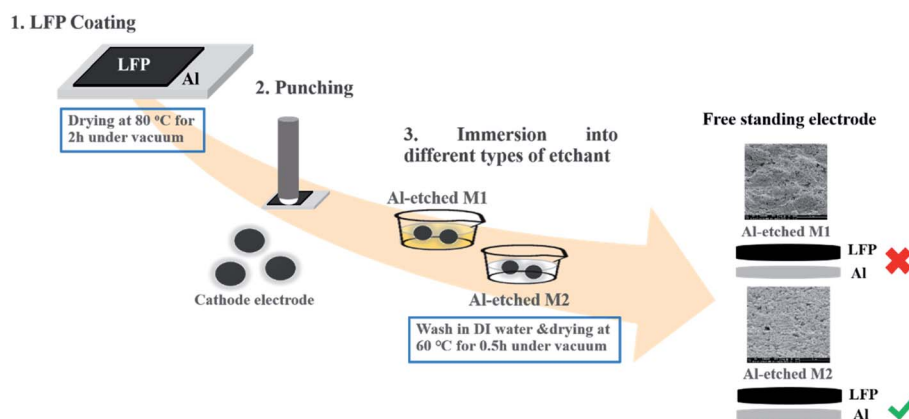 1. LFP Coating
LFP
Al
Drying at 80 °C for
2h under vacuum
2. Punching
Cathode electrode
3. Immersion into
different types of etchant
Al-etched M1
Al-etched M2
Wash in DI water &drying at
60 °C for 0.5h under vacuum
Free standing electrode
Al-etched M1
LFP
Al
Al-etched M2
LFP
Al